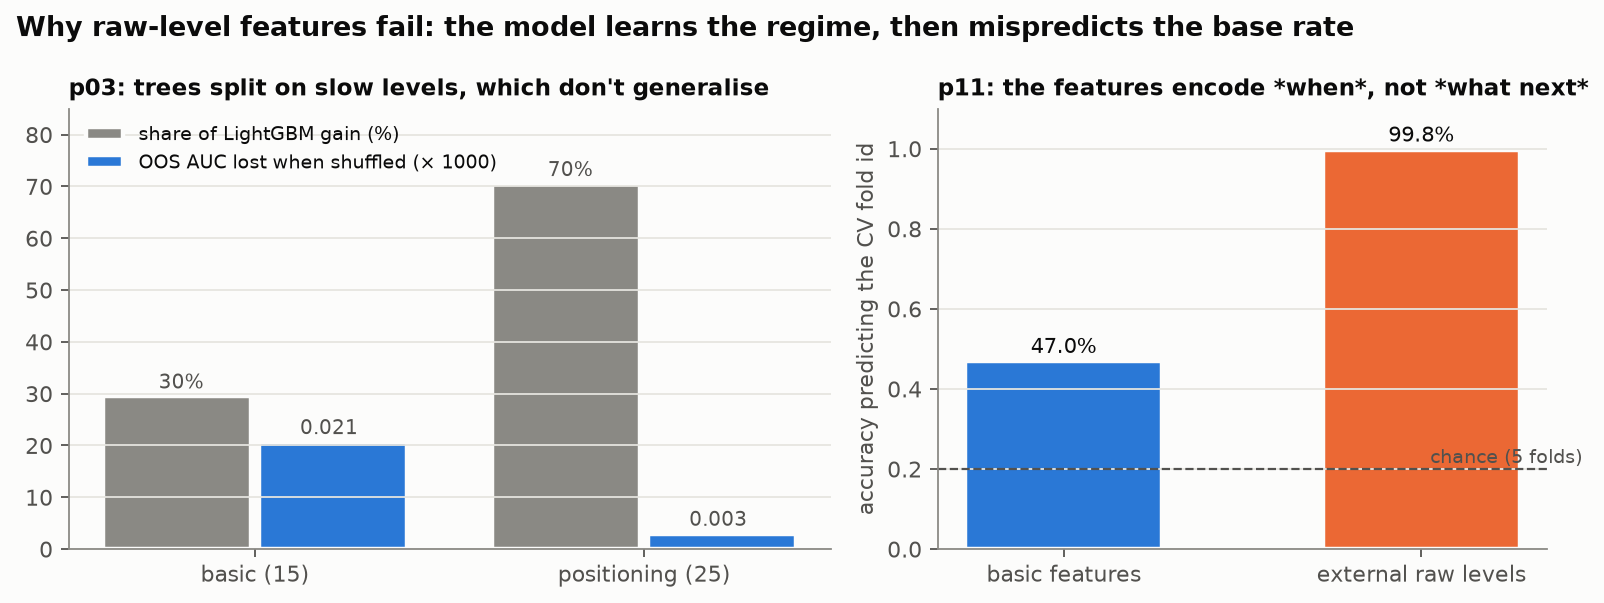 Why raw-level features fail: the model learns the regime, then mispredicts the base rate
p03: trees split on slow levels, which don't generalise
share of LightGBM gain (%)
OOS AUC lost when shuffled (× 1000)
80
70
60
50
40
30
20
10
0
30%
0.021
70%
0.003
basic (15)
positioning (25)
p11: the features encode *when*, not *what next*
accuracy predicting the CV fold id
1.0
0.8
0.6
0.4
0.2
0.0
47.0%
99.8%
chance (5 folds)
basic features
external raw levels